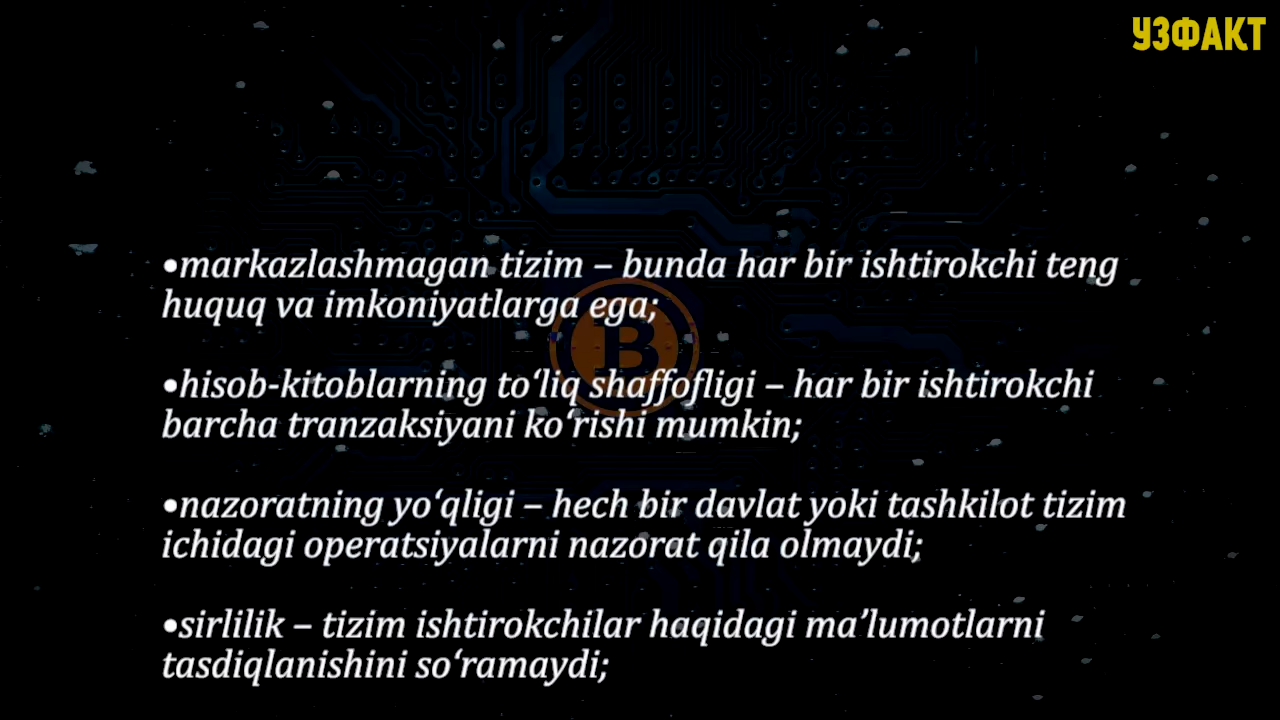 УЗФАКТ
•markazlashmagan tizim – bunda har bir ishtirokchi teng
huquq va imkoniyatlarga ega;
•hisob-kitoblarning to‘liq shaffofligi – har bir ishtirokchi
barcha tranzaksiyani ko‘rishi mumkin;
•nazoratning yo‘qligi – hech bir davlat yoki tashkilot tizim
ichidagi operatsiyalarni nazorat qila olmaydi;
•sirlilik – tizim ishtirokchilar haqidagi ma’lumotlarni
tasdiqlanishini so‘ramaydi;